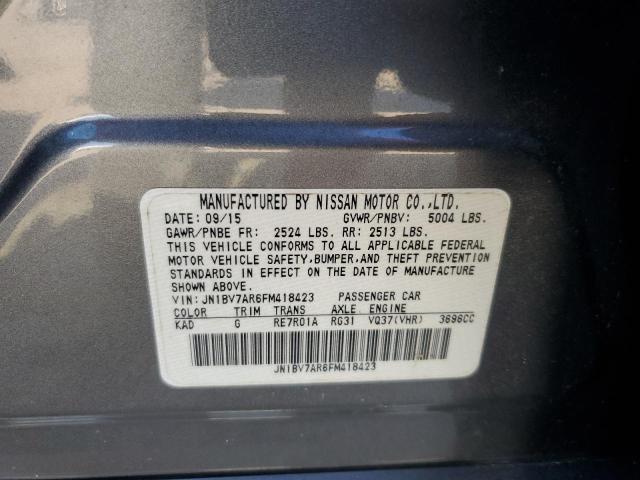 MANUFACTURED BY NISSAN MOTOR CO.,LTD.
DATE: 09/15 GVWR/PNBV: 5004 LBS.
GAWR/PNBE FR: 2524 LBS. RR: 2513 LBS.
THIS VEHICLE CONFORMS TO ALL APPLICABLE FEDERAL
MOTOR VEHICLE SAFETY,BUMPER,AND THEFT PREVENTION
STANDARDS IN EFFECT ON THE DATE OF MANUFACTURE
SHOWN ABOVE.
VIN: JN1BV7AR6FM418423 PASSENGER CAR
COLOR TRIM TRANS AXLE ENGINE
KAD G RE7R01A RG31 VQ37(VHR) 3696CC
JN1BV7AR6FM418423